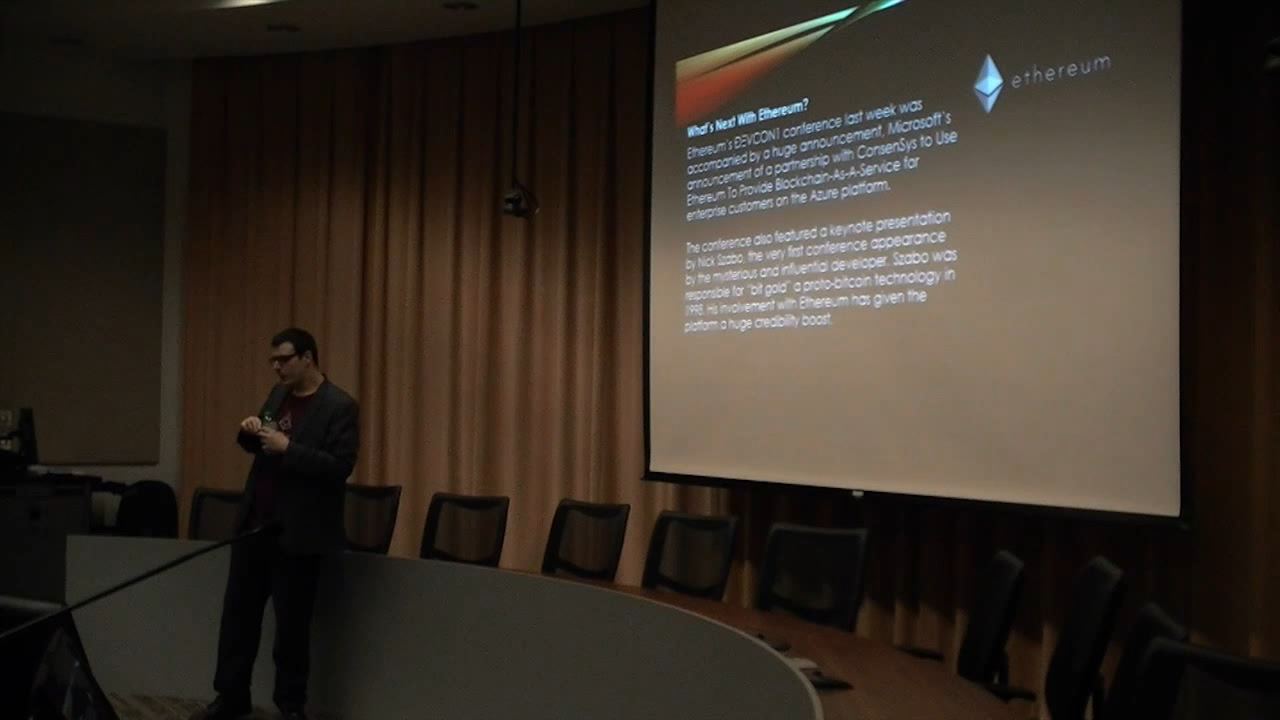 ethereum
What's Next With Ethereum?
Ethereum's ÐΞVCON1 conference last week was
accompanied by a huge announcement, Microsoft's
announcement of a partnership with ConsenSys to Use
Ethereum To Provide Blockchain-As-A-Service for
enterprise customers on the Azure platform.
The conference also featured a keynote presentation
by Nick Szabo, the very first conference appearance
by the mysterious and influential developer. Szabo was
responsible for "bit gold" a proto-bitcoin technology in
1998. His involvement with Ethereum has given the
platform a huge credibility boost.